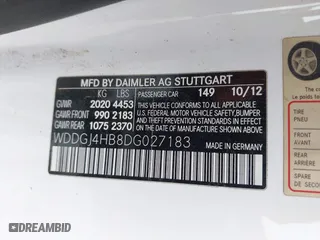 MFD BY DAIMLER AG STUTTGART
KG LBS PASSENGER CAR 149 10/12
GVWR 2020 4453
GAWR FRONT 990 2183
GAWR REAR 1075 2370
THIS VEHICLE CONFORMS TO ALL APPLICABLE FEDERAL MOTOR VEHICLE SAFETY, BUMPER, AND THEFT PREVENTION STANDARDS IN EFFECT ON THE DATE OF MANUFACTURE SHOWN ABOVE
WDDGJ4HB8DG027183
MADE IN GERMANY
TIRE
PNEU
FRONT
AVANT
REAR
ARRIÈRE
SPARE
DREAMBID